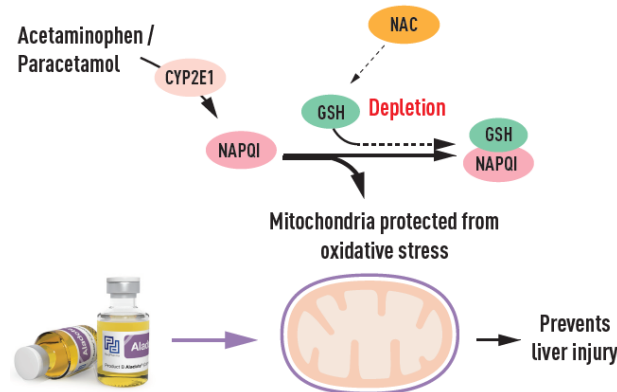 Acetaminophen /
Paracetamol
NAC
CYP2E1
GSH
Depletion
GSH
NAPQI
NAPQI
Mitochondria protected from
oxidative stress
Prevents
liver injury